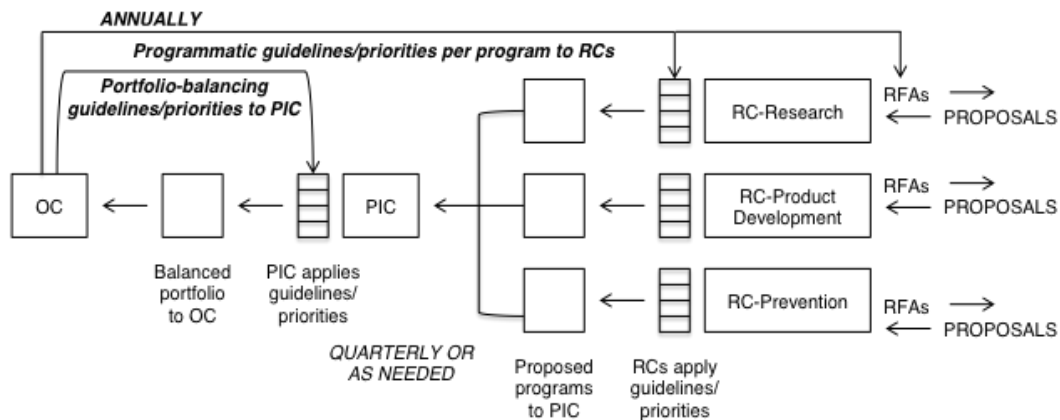 ANNUALLY
Programmatic guidelines/priorities per program to RCs
Portfolio-balancing
guidelines/priorities to PIC
RC-Research
RFAs
PROPOSALS
OC
PIC
RC-Product
Development
RFAs
PROPOSALS
Balanced
portfolio
to OC
PIC applies
guidelines/
priorities
RC-Prevention
RFAs
PROPOSALS
QUARTERLY OR
AS NEEDED
Proposed
programs
to PIC
RCs apply
guidelines/
priorities